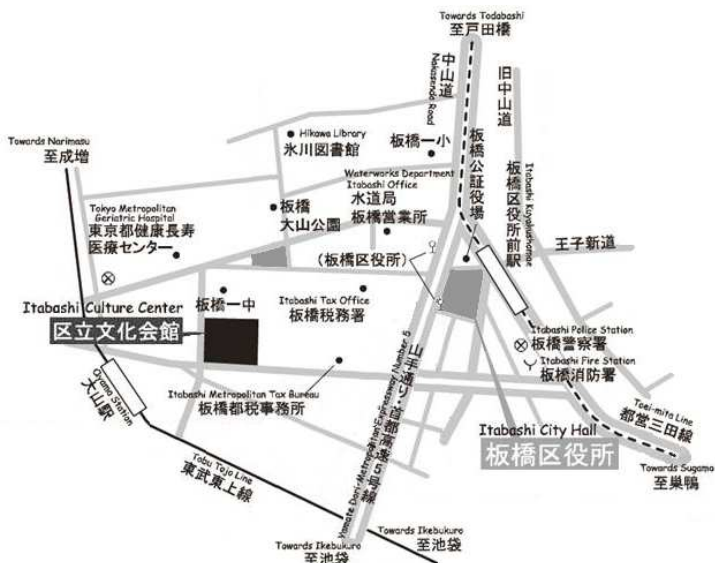 Towards Todabashi
至戸田橋
中山道
Nakasendo Road
旧中山道
Hikawa Library
氷川図書館
板橋一小
板橋公証役場
Itabashi Kuyakushomae
板橋区役所前駅
Towards Narimasu
至成増
Waterworks Department
Itabashi Office
水道局
板橋営業所
板橋
大山公園
Tokyo Metropolitan
Geriatric Hospital
東京都健康長寿
医療センター
(板橋区役所)
王子新道
Itabashi Culture Center
区立文化会館
板橋一中
Itabashi Tax Office
板橋税務署
Itabashi Police Station
板橋警察署
Itabashi Fire Station
板橋消防署
Oyama Station
大山駅
Itabashi Metropolitan Tax Bureau
板橋都税事務所
山手通り・首都高速5号線
Itabashi City Hall
板橋区役所
Toei-mita Line
都営三田線
Towards Sugamo
至巣鴨
Tobu Tojo Line
東武東上線
Towards Ikebukuro
至池袋
Towards Ikebukuro
至池袋